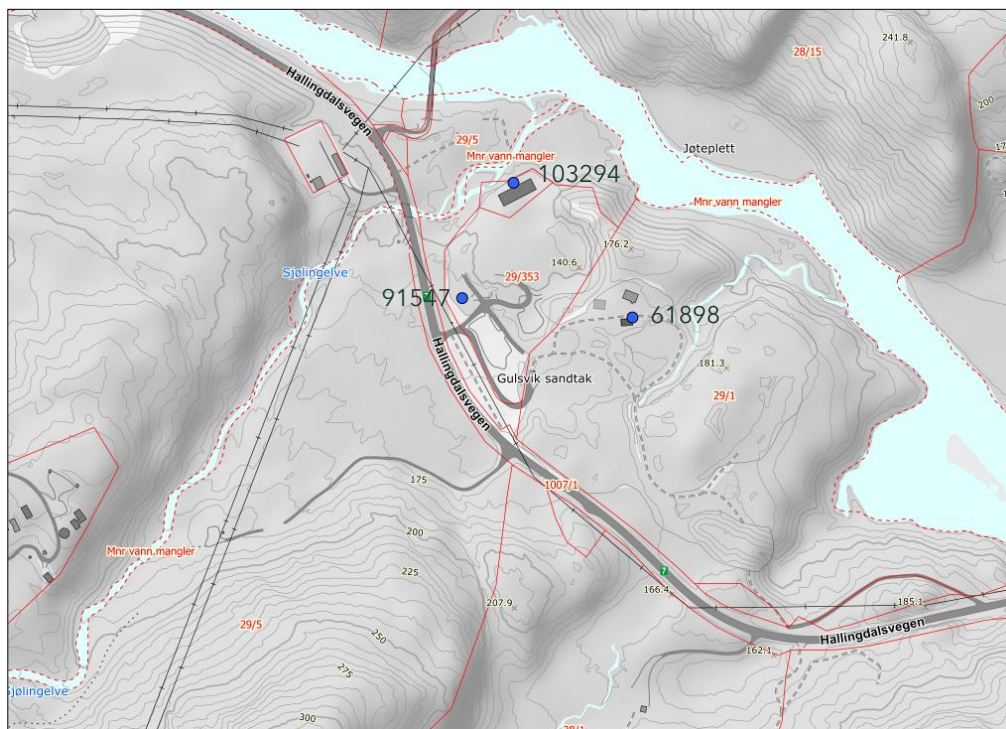 241.8
28/15
200
Hallingdalsvegen
29/5
Mnr vann mangler
Jøteplett
103294
Mnr vann mangler
176.2
140.6
Sjølingelve
29/353
91547
7
61898
181.3
Gulsvik sandtak
29/1
Hallingdalsvegen
175
1007/1
200
Mnr vann mangler
225
7
166.4
207.9
185.1
29/5
250
Hallingdalsvegen
162.1
275
Sjølingelve
300